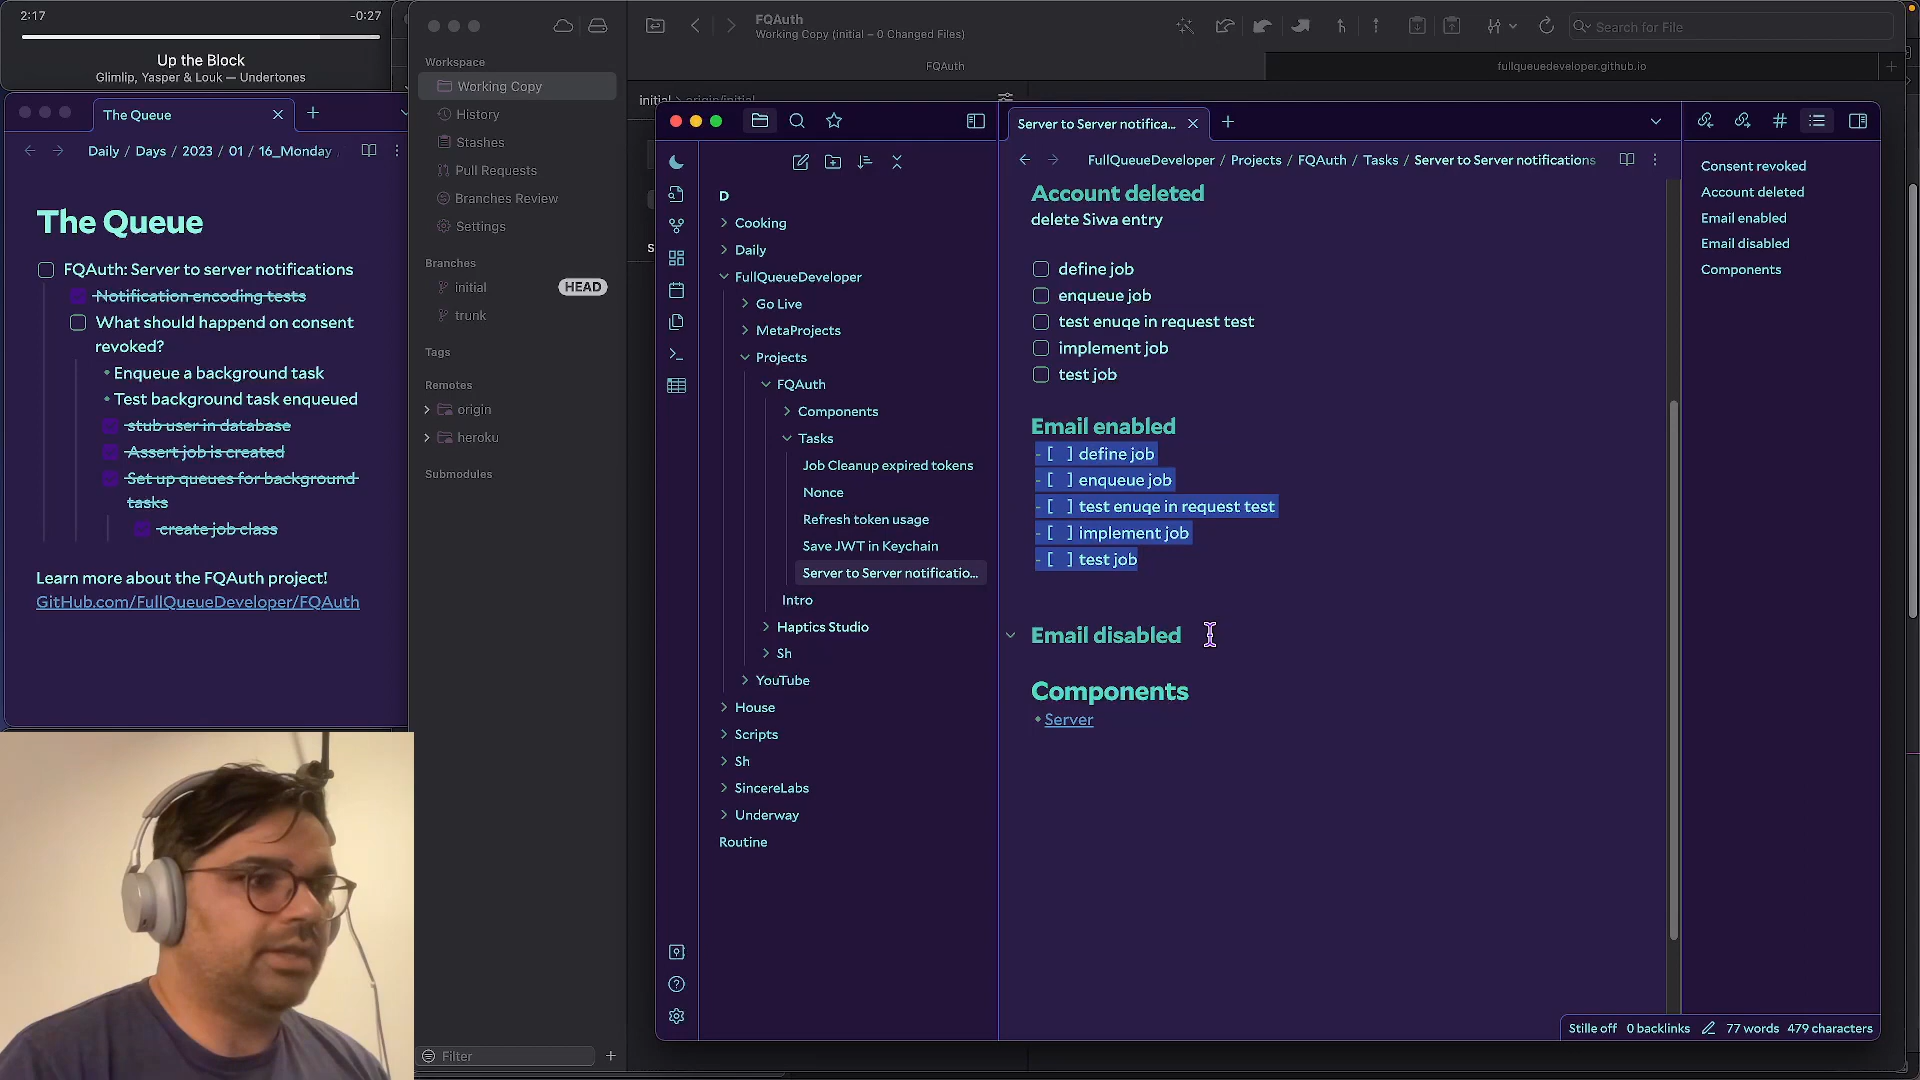 2:17
-0:27
Up the Block
Glimlip, Yasper & Louk — Undertones
The Queue
Daily / Days / 2023 / 01 / 16_Monday
The Queue
FQAuth: Server to server notifications
Notification encoding tests
What should happend on consent
revoked?
Enqueue a background task
Test background task enqueued
stub user in database
Assert job is created
Set up queues for background
tasks
create job class
Learn more about the FQAuth project!
GitHub.com/FullQueueDeveloper/FQAuth
Workspace
Working Copy
History
Stashes
Pull Requests
Branches Review
Settings
Branches
initial
HEAD
trunk
Tags
Remotes
origin
heroku
Submodules
Filter
FQAuth
Working Copy (initial – 0 Changed Files)
Search for File
FQAuth
fullqueuedeveloper.github.io
initial
origin/initial
D
Cooking
Daily
FullQueueDeveloper
Go Live
MetaProjects
Projects
FQAuth
Components
Tasks
Job Cleanup expired tokens
Nonce
Refresh token usage
Save JWT in Keychain
Server to Server notificatio...
Intro
Haptics Studio
Sh
YouTube
House
Scripts
Sh
SincereLabs
Underway
Routine
Server to Server notifica...
FullQueueDeveloper / Projects / FQAuth / Tasks / Server to Server notifications
Account deleted
delete Siwa entry
define job
enqueue job
test enuqe in request test
implement job
test job
Email enabled
- [ ] define job
- [ ] enqueue job
- [ ] test enuqe in request test
- [ ] implement job
- [ ] test job
Email disabled
Components
Server
Consent revoked
Account deleted
Email enabled
Email disabled
Components
Stille off 0 backlinks 77 words 479 characters